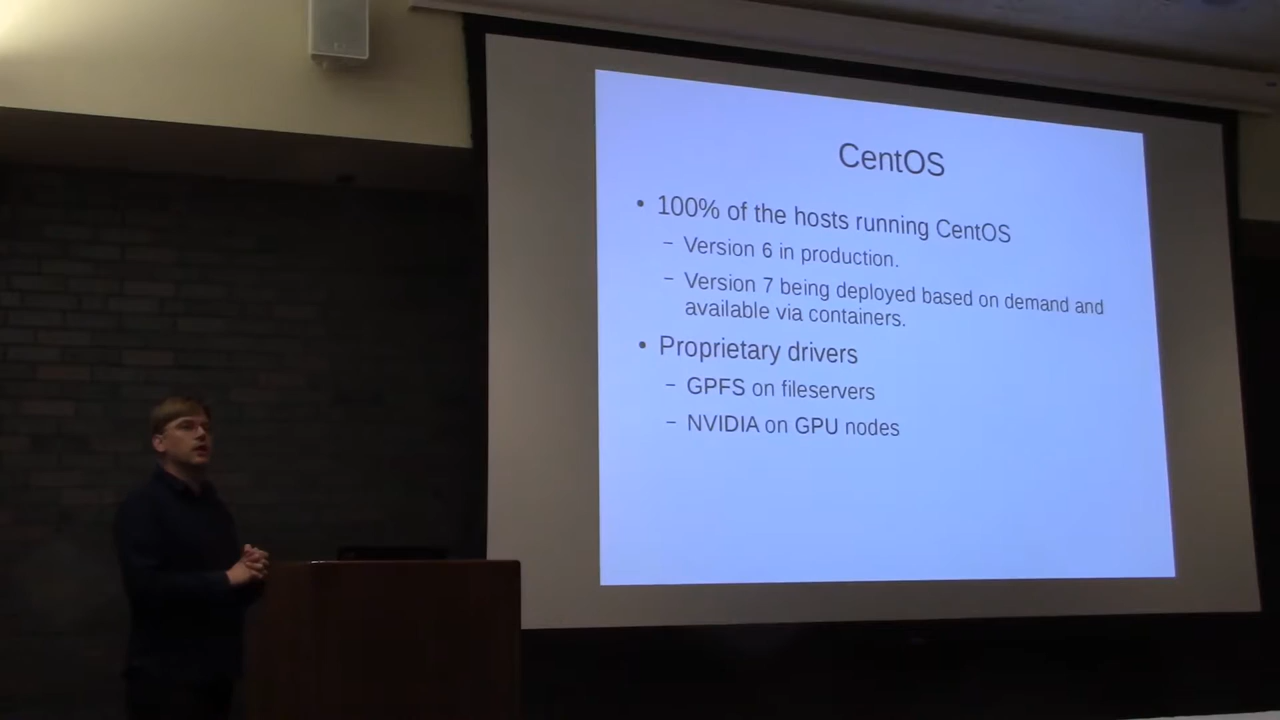 CentOS
• 100% of the hosts running CentOS
– Version 6 in production.
– Version 7 being deployed based on demand and
available via containers.
• Proprietary drivers
– GPFS on fileservers
– NVIDIA on GPU nodes